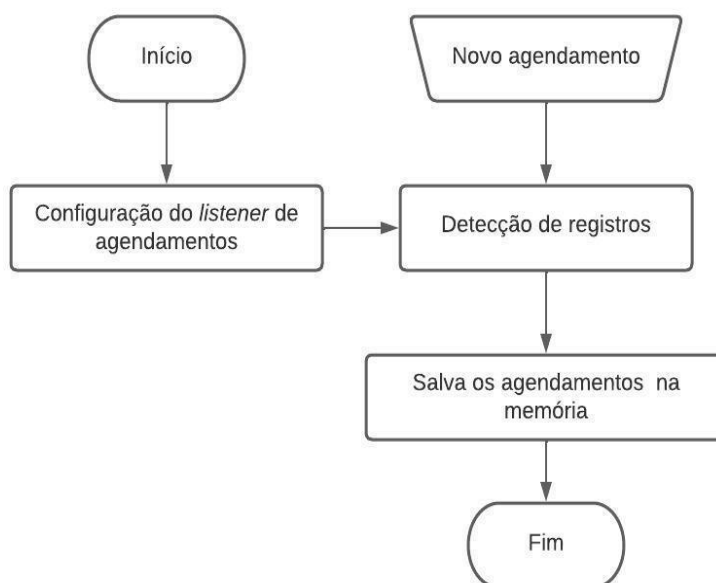 Início
Novo agendamento
Configuração do listener de
agendamentos
Detecção de registros
Salva os agendamentos na
memória
Fim